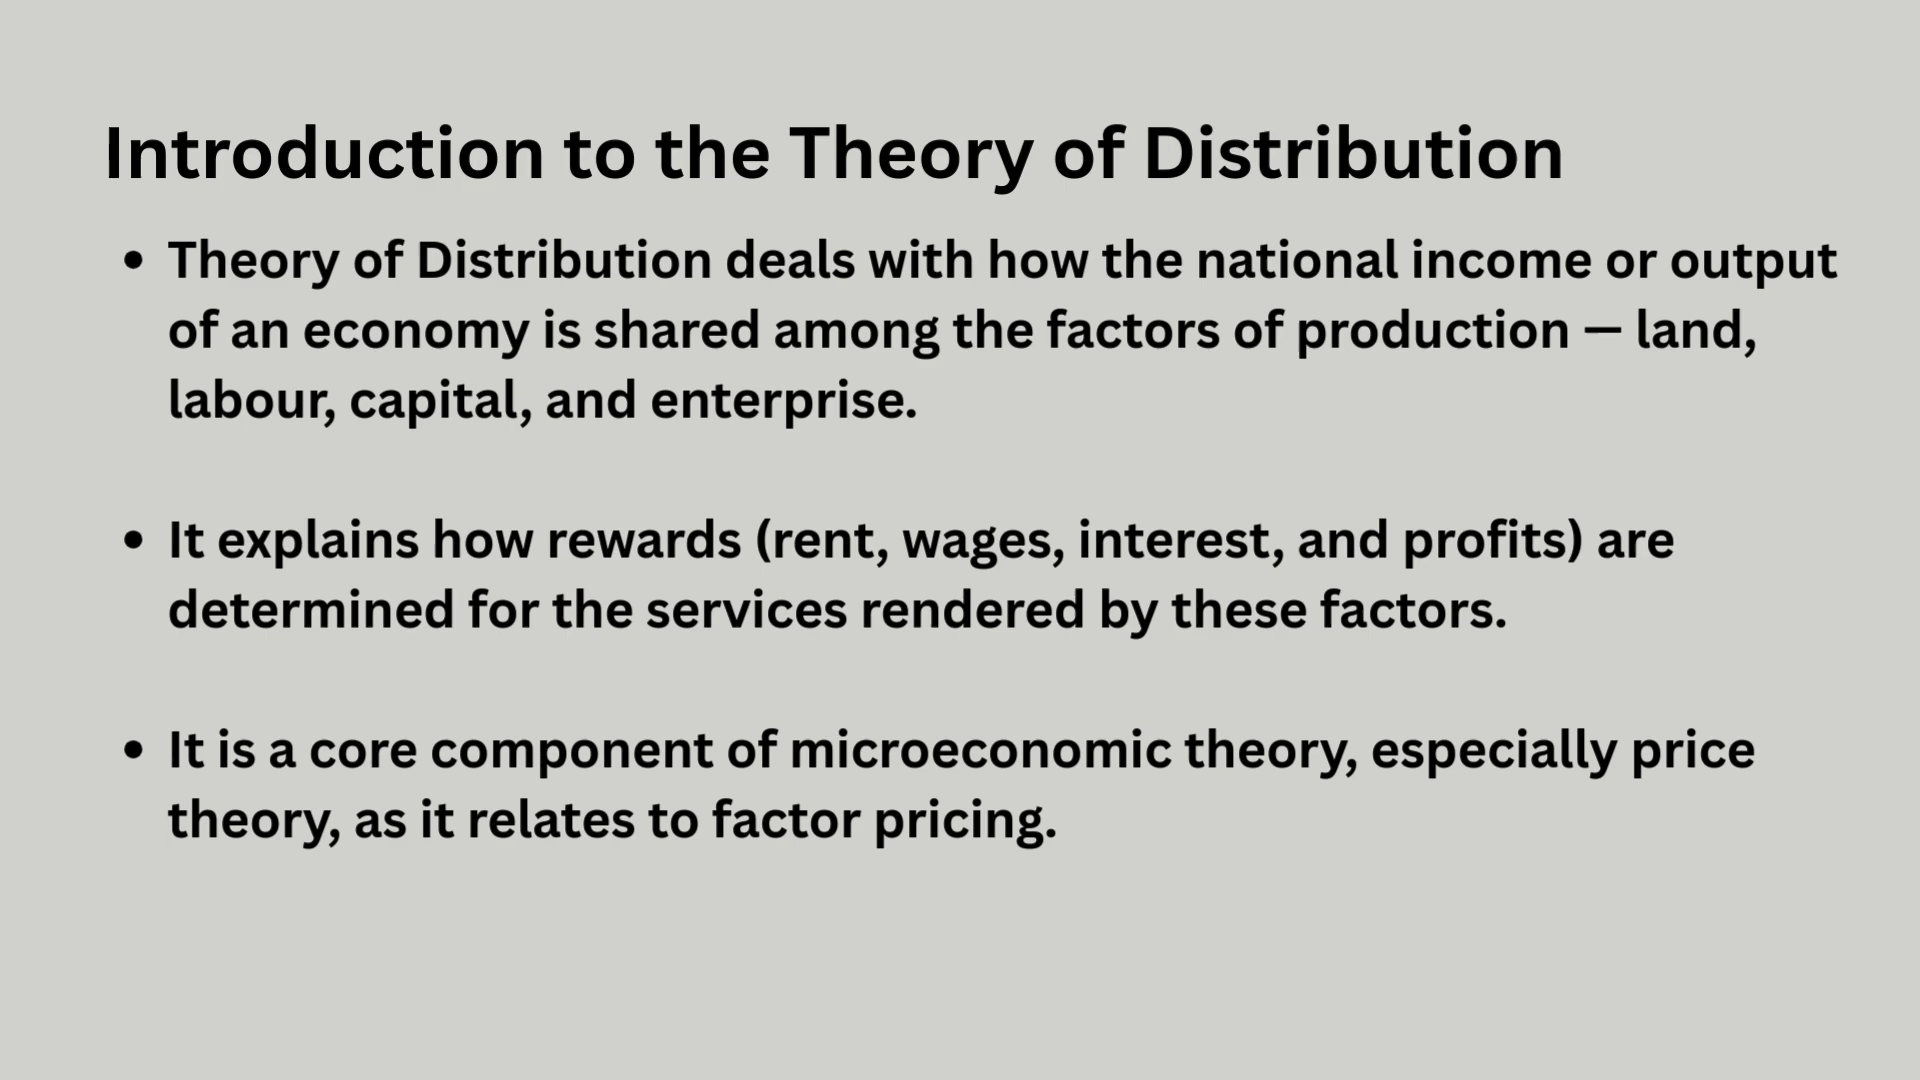 Introduction to the Theory of Distribution
• Theory of Distribution deals with how the national income or output
of an economy is shared among the factors of production — land,
labour, capital, and enterprise.
• It explains how rewards (rent, wages, interest, and profits) are
determined for the services rendered by these factors.
• It is a core component of microeconomic theory, especially price
theory, as it relates to factor pricing.